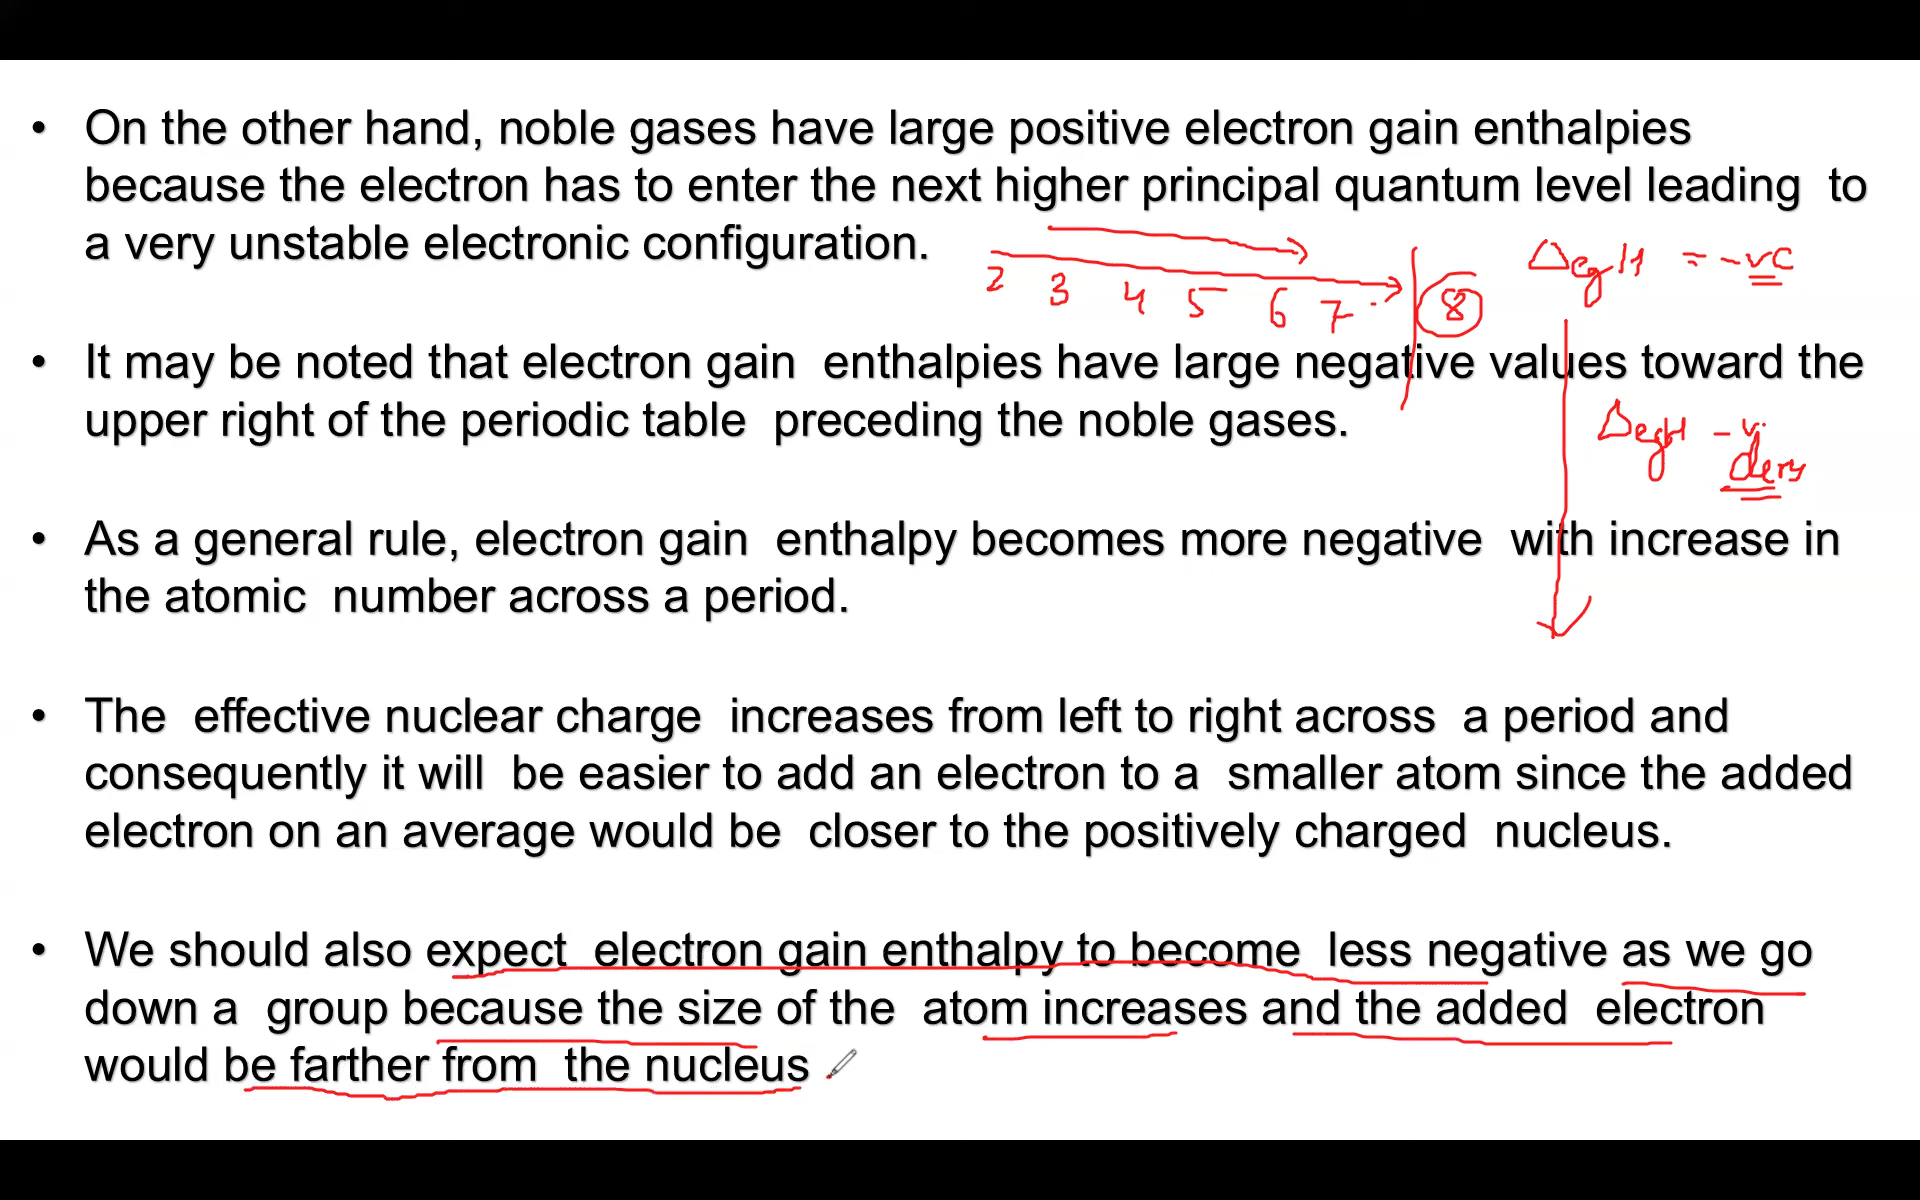 • On the other hand, noble gases have large positive electron gain enthalpies
because the electron has to enter the next higher principal quantum level leading to
a very unstable electronic configuration.
2 3 4 5 6 7 8
ΔegH = -ve
• It may be noted that electron gain enthalpies have large negative values toward the
upper right of the periodic table preceding the noble gases.
ΔegH -v
• As a general rule, electron gain enthalpy becomes more negative with increase in
the atomic number across a period.
• The effective nuclear charge increases from left to right across a period and
consequently it will be easier to add an electron to a smaller atom since the added
electron on an average would be closer to the positively charged nucleus.
• We should also expect electron gain enthalpy to become less negative as we go
down a group because the size of the atom increases and the added electron
would be farther from the nucleus